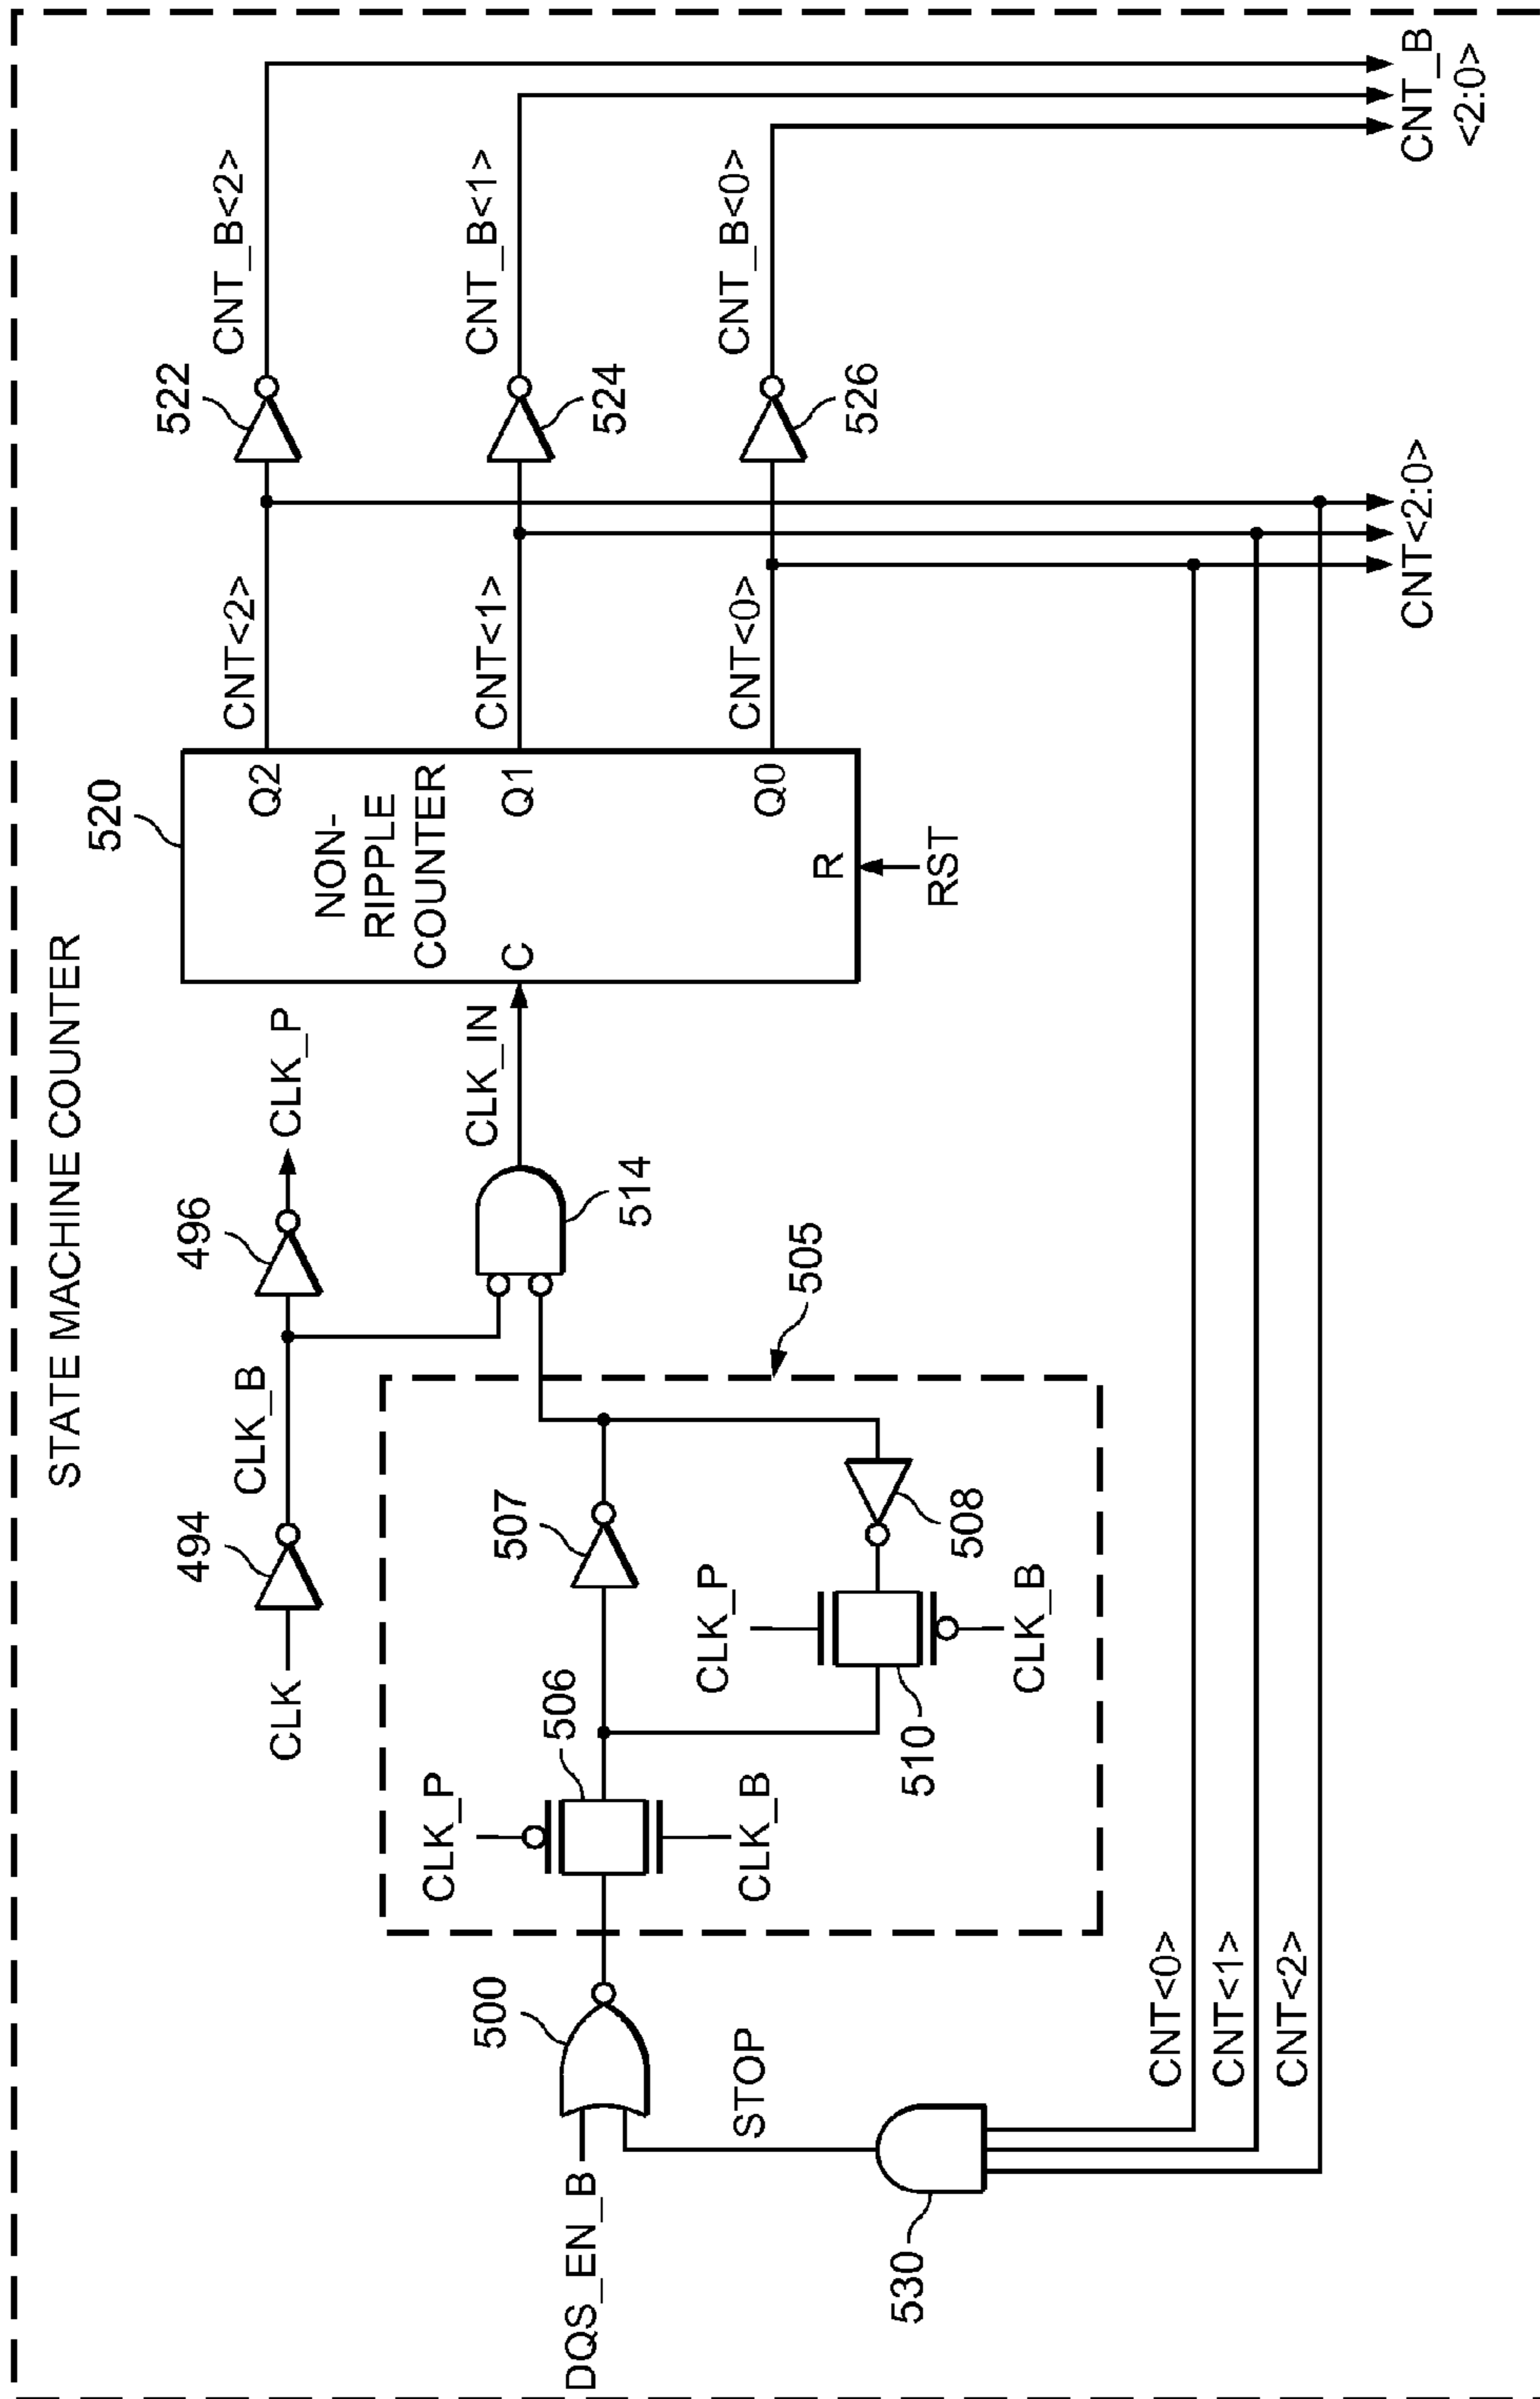 STATE MACHINE COUNTER
CLK
494
CLK_B
496
CLK_P
520
NON-
RIPPLE
COUNTER
C
Q2
Q1
Q0
R
RST
CNT<2>
522
CNT_B<2>
CNT<1>
524
CNT_B<1>
CNT<0>
526
CNT_B<0>
CLK_IN
514
505
DQS_EN_B
500
CLK_P
506
CLK_B
507
CLK_P
508
510
CLK_B
STOP
530
CNT<0>
CNT<1>
CNT<2>
CNT<2:0>
CNT_B
<2:0>